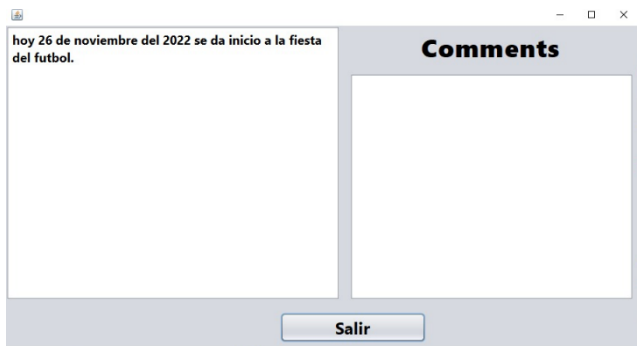 hoy 26 de noviembre del 2022 se da inicio a la fiesta
del futbol.
Comments
Salir